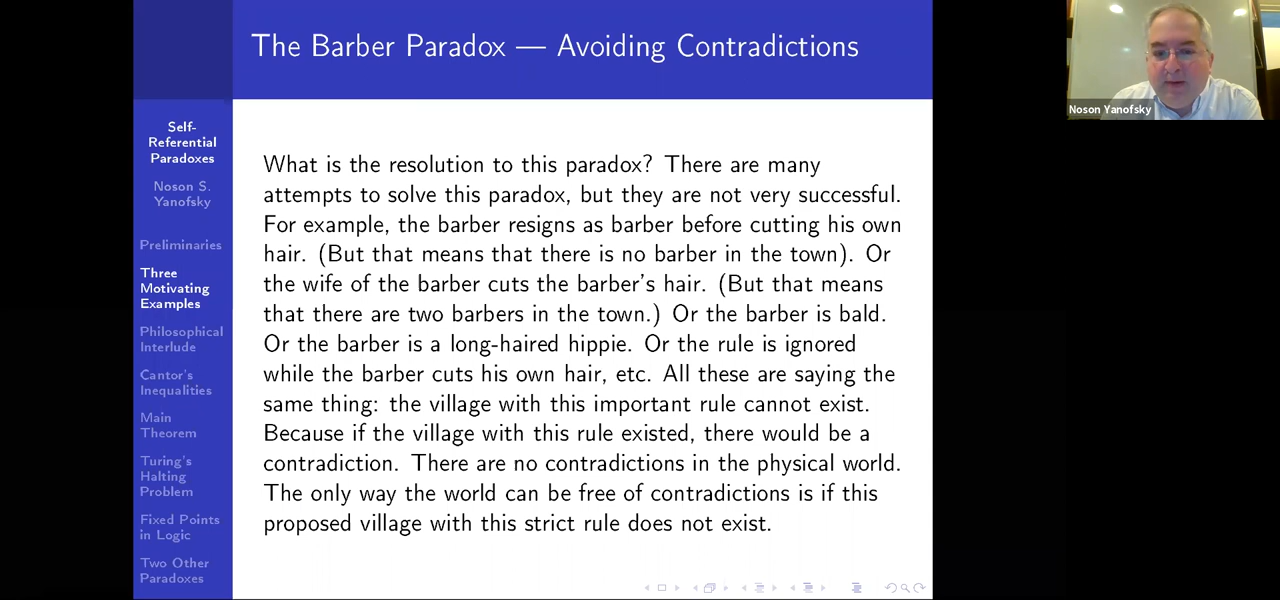 The Barber Paradox — Avoiding Contradictions
Self-
Referential
Paradoxes
Noson S.
Yanofsky
Preliminaries
Three
Motivating
Examples
Philosophical
Interlude
Cantor's
Inequalities
Main
Theorem
Turing's
Halting
Problem
Fixed Points
in Logic
Two Other
Paradoxes
What is the resolution to this paradox? There are many
attempts to solve this paradox, but they are not very successful.
For example, the barber resigns as barber before cutting his own
hair. (But that means that there is no barber in the town). Or
the wife of the barber cuts the barber's hair. (But that means
that there are two barbers in the town.) Or the barber is bald.
Or the barber is a long-haired hippie. Or the rule is ignored
while the barber cuts his own hair, etc. All these are saying the
same thing: the village with this important rule cannot exist.
Because if the village with this rule existed, there would be a
contradiction. There are no contradictions in the physical world.
The only way the world can be free of contradictions is if this
proposed village with this strict rule does not exist.
Noson Yanofsky